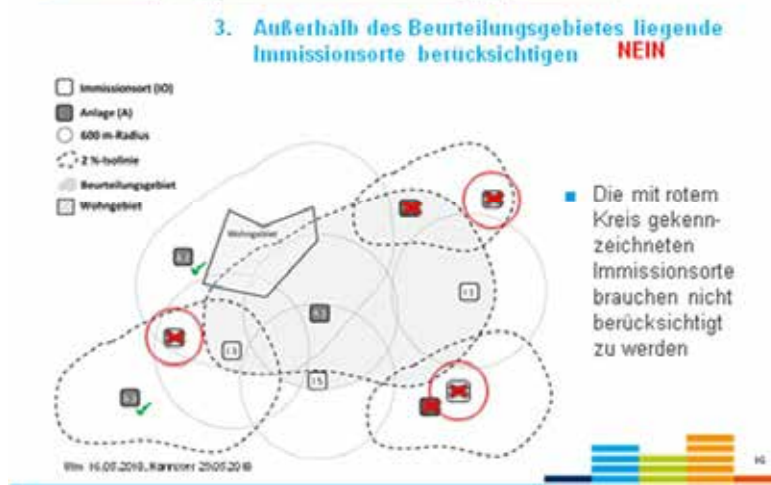 3. Außerhalb des Beurteilungsgebietes liegende
Immissionsorte berücksichtigen NEIN
Immissionsort (IO)
Anlage (A)
600 m-Radius
2 %-Isolinie
Beurteilungsgebiet
Wohngebiet
Wohngebiet
Die mit rotem
Kreis gekenn-
zeichneten
Immissionsorte
brauchen nicht
berücksichtigt
zu werden